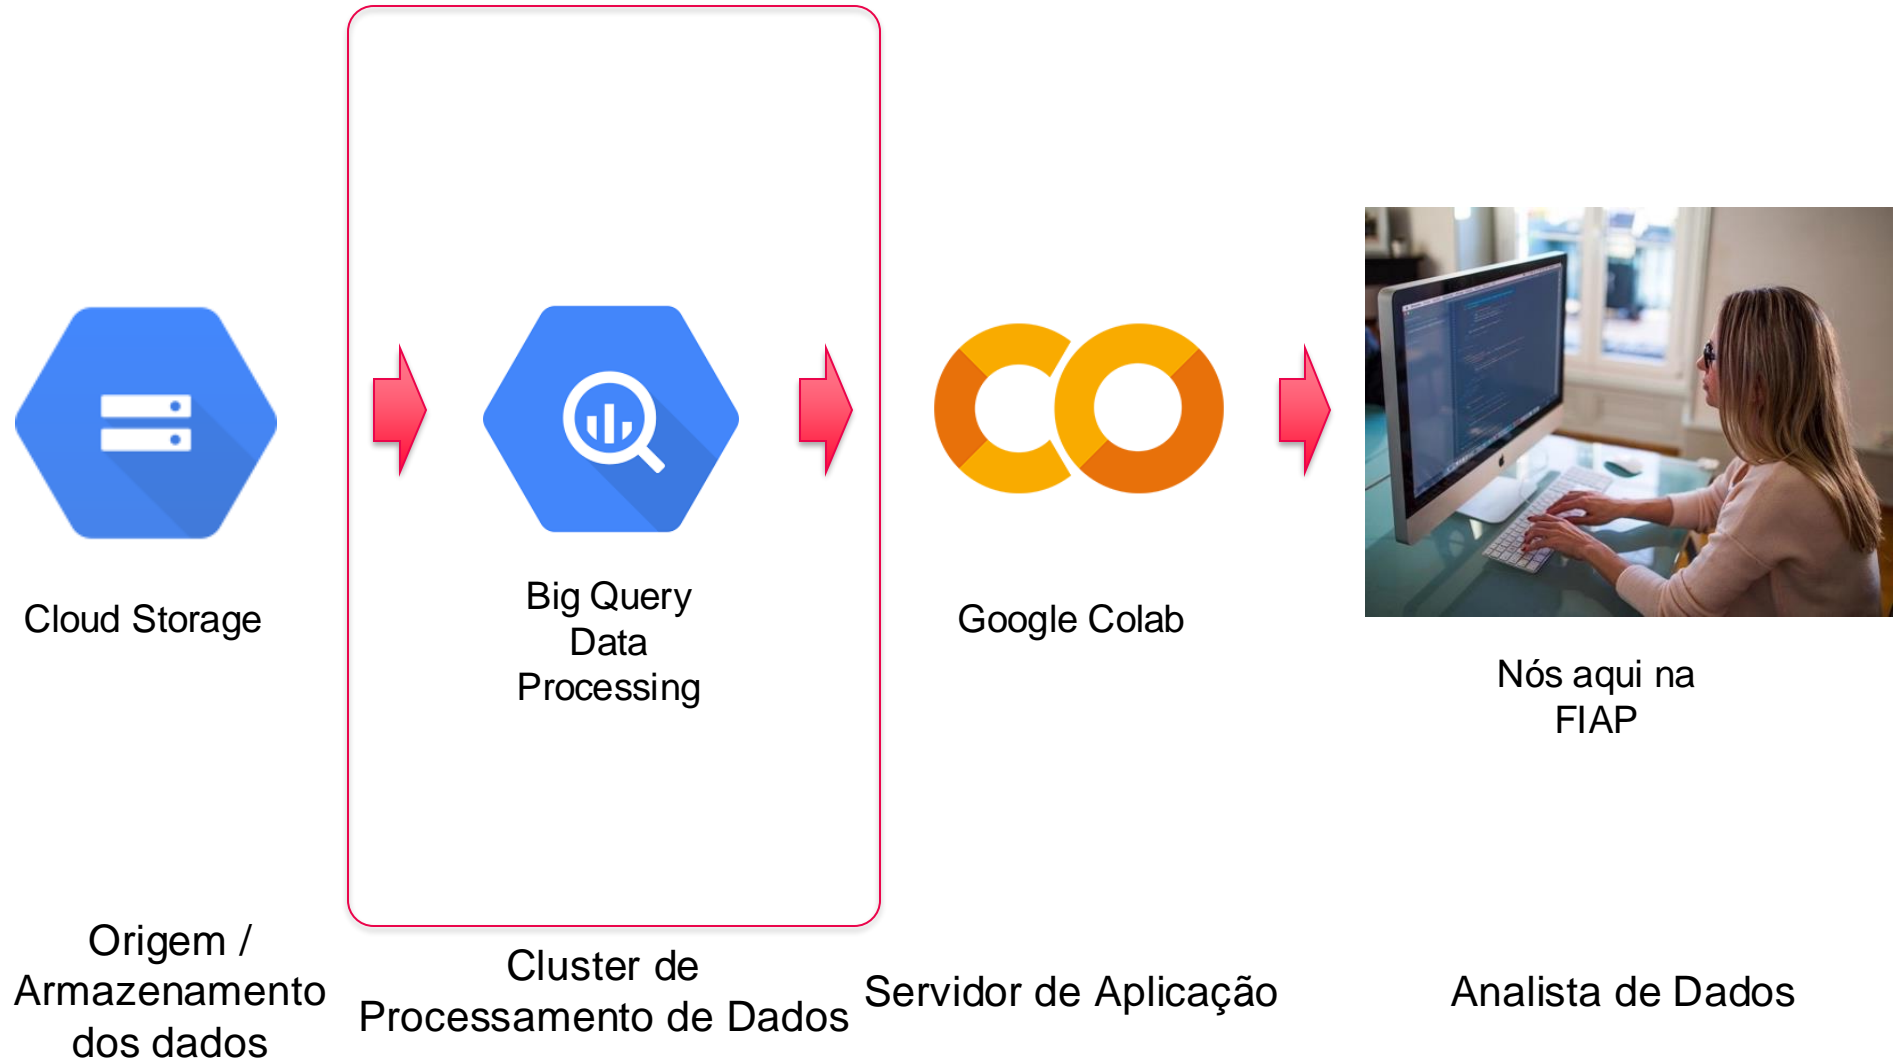 Cloud Storage
Big Query
Data
Processing
Google Colab
Nós aqui na
FIAP
Origem /
Armazenamento
dos dados
Cluster de
Processamento de Dados
Servidor de Aplicação
Analista de Dados